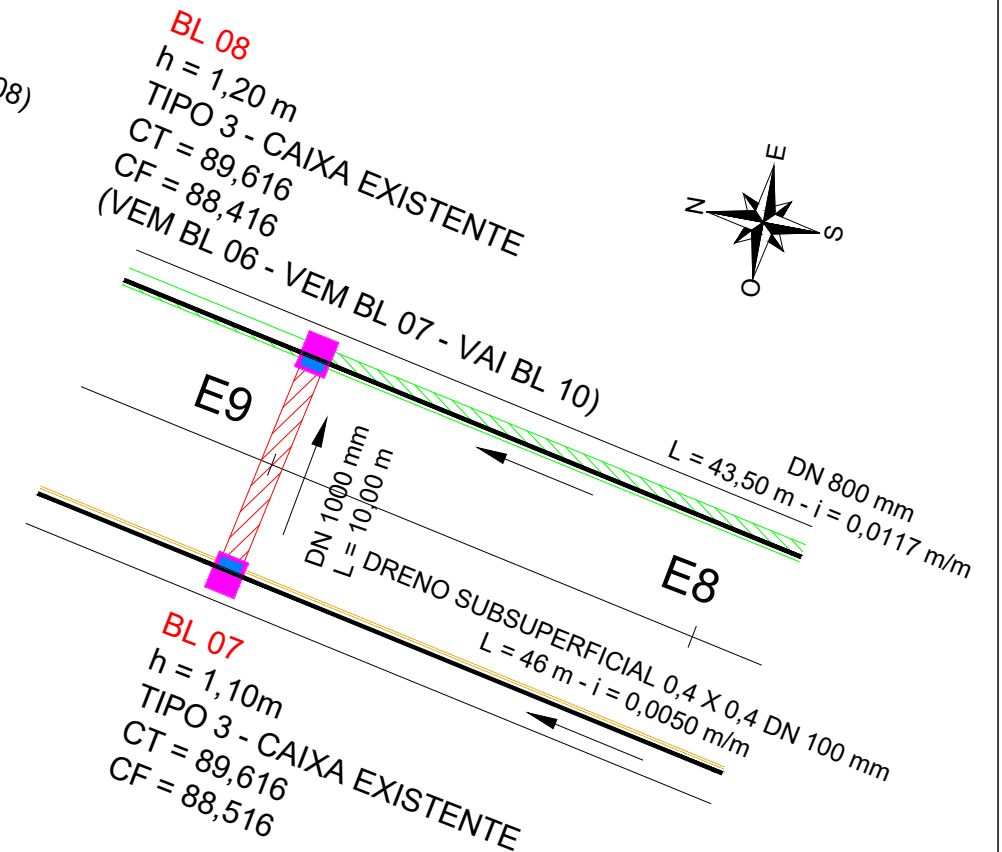 08)
BL 08
h = 1,20 m
TIPO 3 - CAIXA EXISTENTE
CT = 89,616
CF = 88,416
(VEM BL 06 - VEM BL 07 - VAI BL 10)
E
N
S
O
E9
DN 1000 mm
L = 10,00 m
DN 800 mm
L = 43,50 m - i = 0,0117 m/m
E8
DRENO SUBSUPERFICIAL 0,4 X 0,4 DN 100 mm
L = 46 m - i = 0,0050 m/m
BL 07
h = 1,10m
TIPO 3 - CAIXA EXISTENTE
CT = 89,616
CF = 88,516